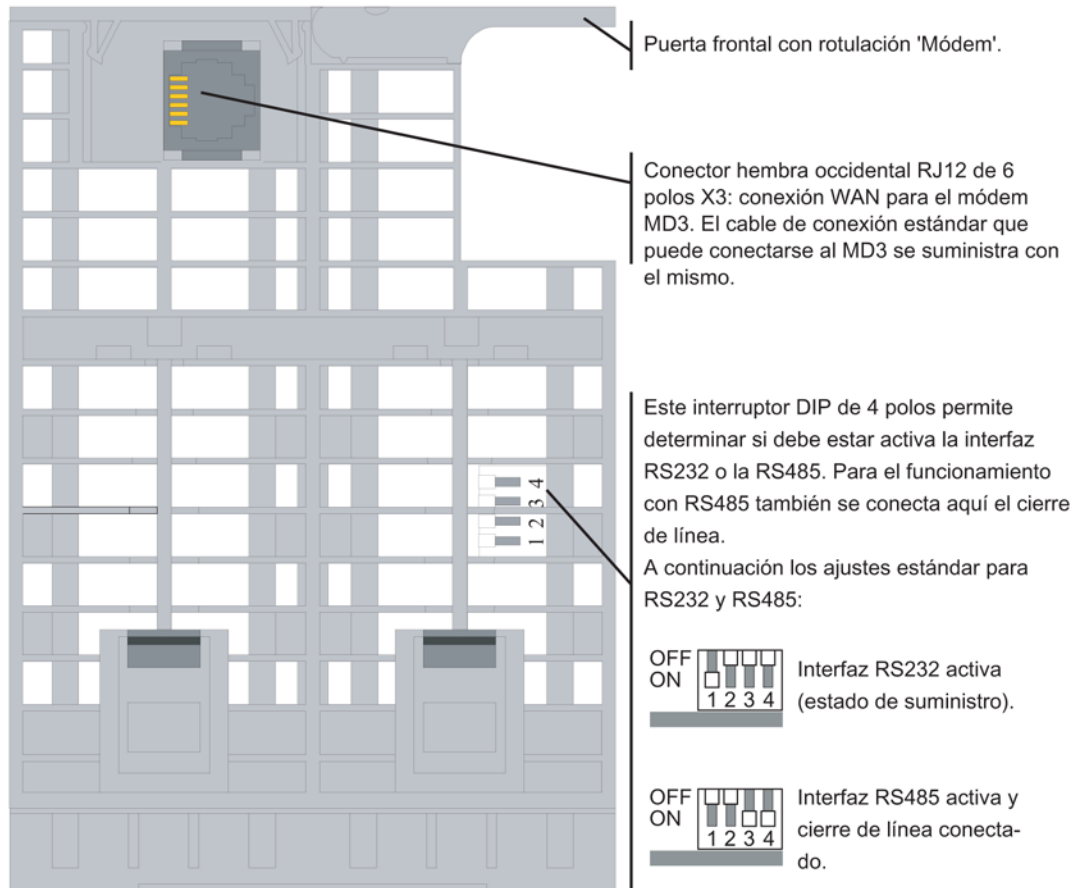 Puerta frontal con rotulación 'Módem'.
Conector hembra occidental RJ12 de 6
polos X3: conexión WAN para el módem
MD3. El cable de conexión estándar que
puede conectarse al MD3 se suministra con
el mismo.
Este interruptor DIP de 4 polos permite
determinar si debe estar activa la interfaz
RS232 o la RS485. Para el funcionamiento
con RS485 también se conecta aquí el cierre
de línea.
A continuación los ajustes estándar para
RS232 y RS485:
1 2 3 4
OFF
ON
1 2 3 4
Interfaz RS232 activa
(estado de suministro).
OFF
ON
1 2 3 4
Interfaz RS485 activa y
cierre de línea conecta-
do.